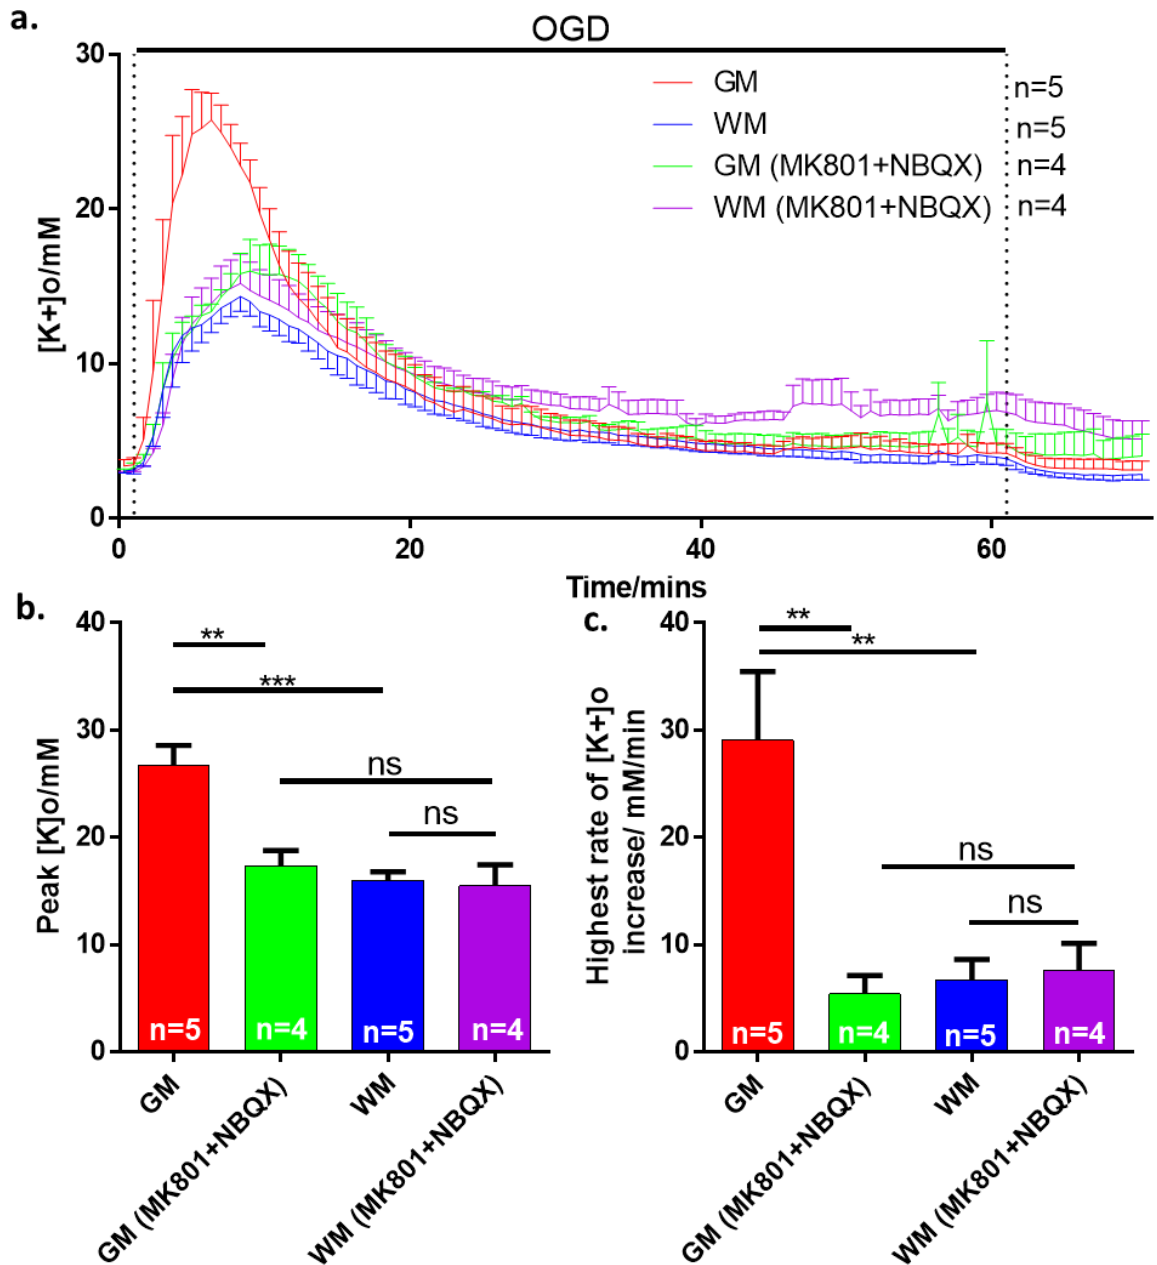 a.
OGD
30
20
10
0
[K+]o/mM
GM n=5
WM n=5
GM (MK801+NBQX) n=4
WM (MK801+NBQX) n=4
0 20 40 60
Time/mins
b.
40
30
20
10
0
Peak [K]o/mM
**
***
ns
ns
n=5 n=4 n=5 n=4
GM
GM (MK801+NBQX)
WM
WM (MK801+NBQX)
c.
40
30
20
10
0
Highest rate of [K+]o
increase/ mM/min
**
**
ns
ns
n=5 n=4 n=5 n=4
GM
GM (MK801+NBQX)
WM
WM (MK801+NBQX)